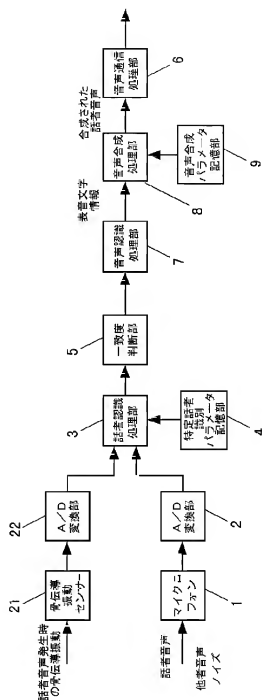 話者音声発生時
の骨伝導振動
21
骨伝導
振動
センサー
22
A/D
変換部
話者音声
他者音声
ノイズ
1
マイクロ
フォン
2
A/D
変換部
3
話者認識
処理部
4
特定話者
識別
パラメータ
記憶部
5
一致度
判断部
7
音声認識
処理部
表音文字
情報
8
音声合成
処理部
9
音声合成
パラメータ
記憶部
合成された
話者音声
6
音声通信
処理部